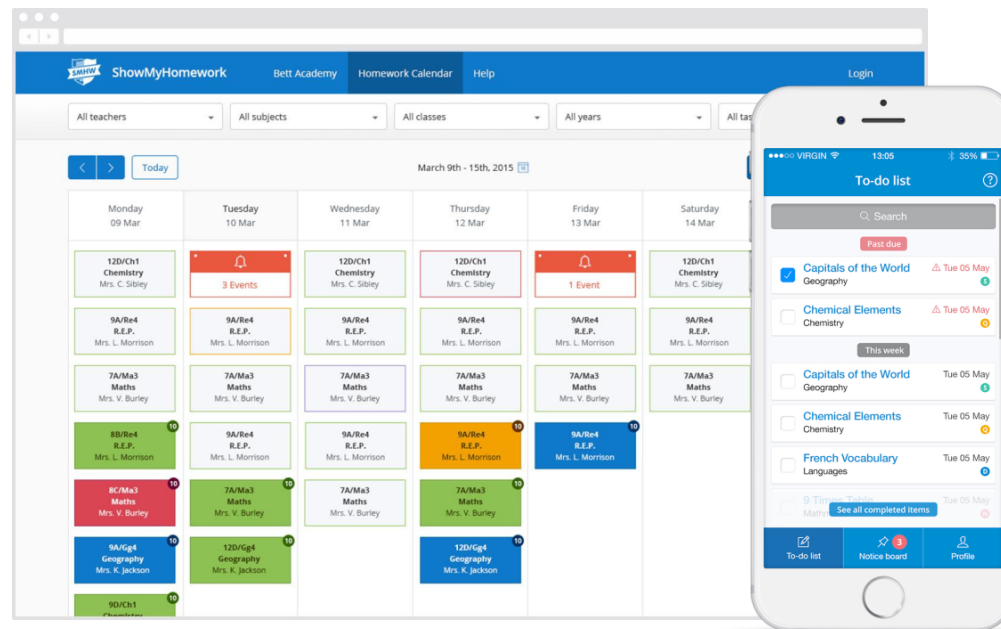 SMHW
ShowMyHomework
Bett Academy
Homework Calendar
Help
Login
All teachers
All subjects
All classes
All years
All tas
Today
March 9th - 15th, 2015
Monday
09 Mar
Tuesday
10 Mar
Wednesday
11 Mar
Thursday
12 Mar
Friday
13 Mar
Saturday
14 Mar
12D/Ch1
Chemistry
Mrs. C. Sibley
3 Events
12D/Ch1
Chemistry
Mrs. C. Sibley
12D/Ch1
Chemistry
Mrs. C. Sibley
1 Event
12D/Ch1
Chemistry
Mrs. C. Sibley
9A/Re4
R.E.P.
Mrs. L. Morrison
9A/Re4
R.E.P.
Mrs. L. Morrison
9A/Re4
R.E.P.
Mrs. L. Morrison
9A/Re4
R.E.P.
Mrs. L. Morrison
9A/Re4
R.E.P.
Mrs. L. Morrison
9A/Re4
R.E.P.
Mrs. L. Morrison
7A/Ma3
Maths
Mrs. V. Burley
7A/Ma3
Maths
Mrs. V. Burley
7A/Ma3
Maths
Mrs. V. Burley
7A/Ma3
Maths
Mrs. V. Burley
7A/Ma3
Maths
Mrs. V. Burley
7A/Ma3
Maths
Mrs. V. Burley
10
8B/Re4
R.E.P.
Mrs. L. Morrison
9A/Re4
R.E.P.
Mrs. L. Morrison
9A/Re4
R.E.P.
Mrs. L. Morrison
10
9A/Re4
R.E.P.
Mrs. L. Morrison
10
9A/Re4
R.E.P.
Mrs. L. Morrison
10
8C/Ma3
Maths
Mrs. V. Burley
10
7A/Ma3
Maths
Mrs. V. Burley
7A/Ma3
Maths
Mrs. V. Burley
10
7A/Ma3
Maths
Mrs. V. Burley
10
9A/Gg4
Geography
Mrs. K. Jackson
10
12D/Gg4
Geography
Mrs. K. Jackson
10
12D/Gg4
Geography
Mrs. K. Jackson
10
9D/Ch1
Chemistry
VIRGIN
13:05
35%
To-do list
?
Search
Past due
Capitals of the World
Tue 05 May
Geography
S
Chemical Elements
Tue 05 May
Chemistry
Q
This week
Capitals of the World
Tue 05 May
Geography
S
Chemical Elements
Tue 05 May
Chemistry
Q
French Vocabulary
Tue 05 May
Languages
D
9 Times Table
Tue 05 May
See all completed items
To-do list
3
Notice board
Profile